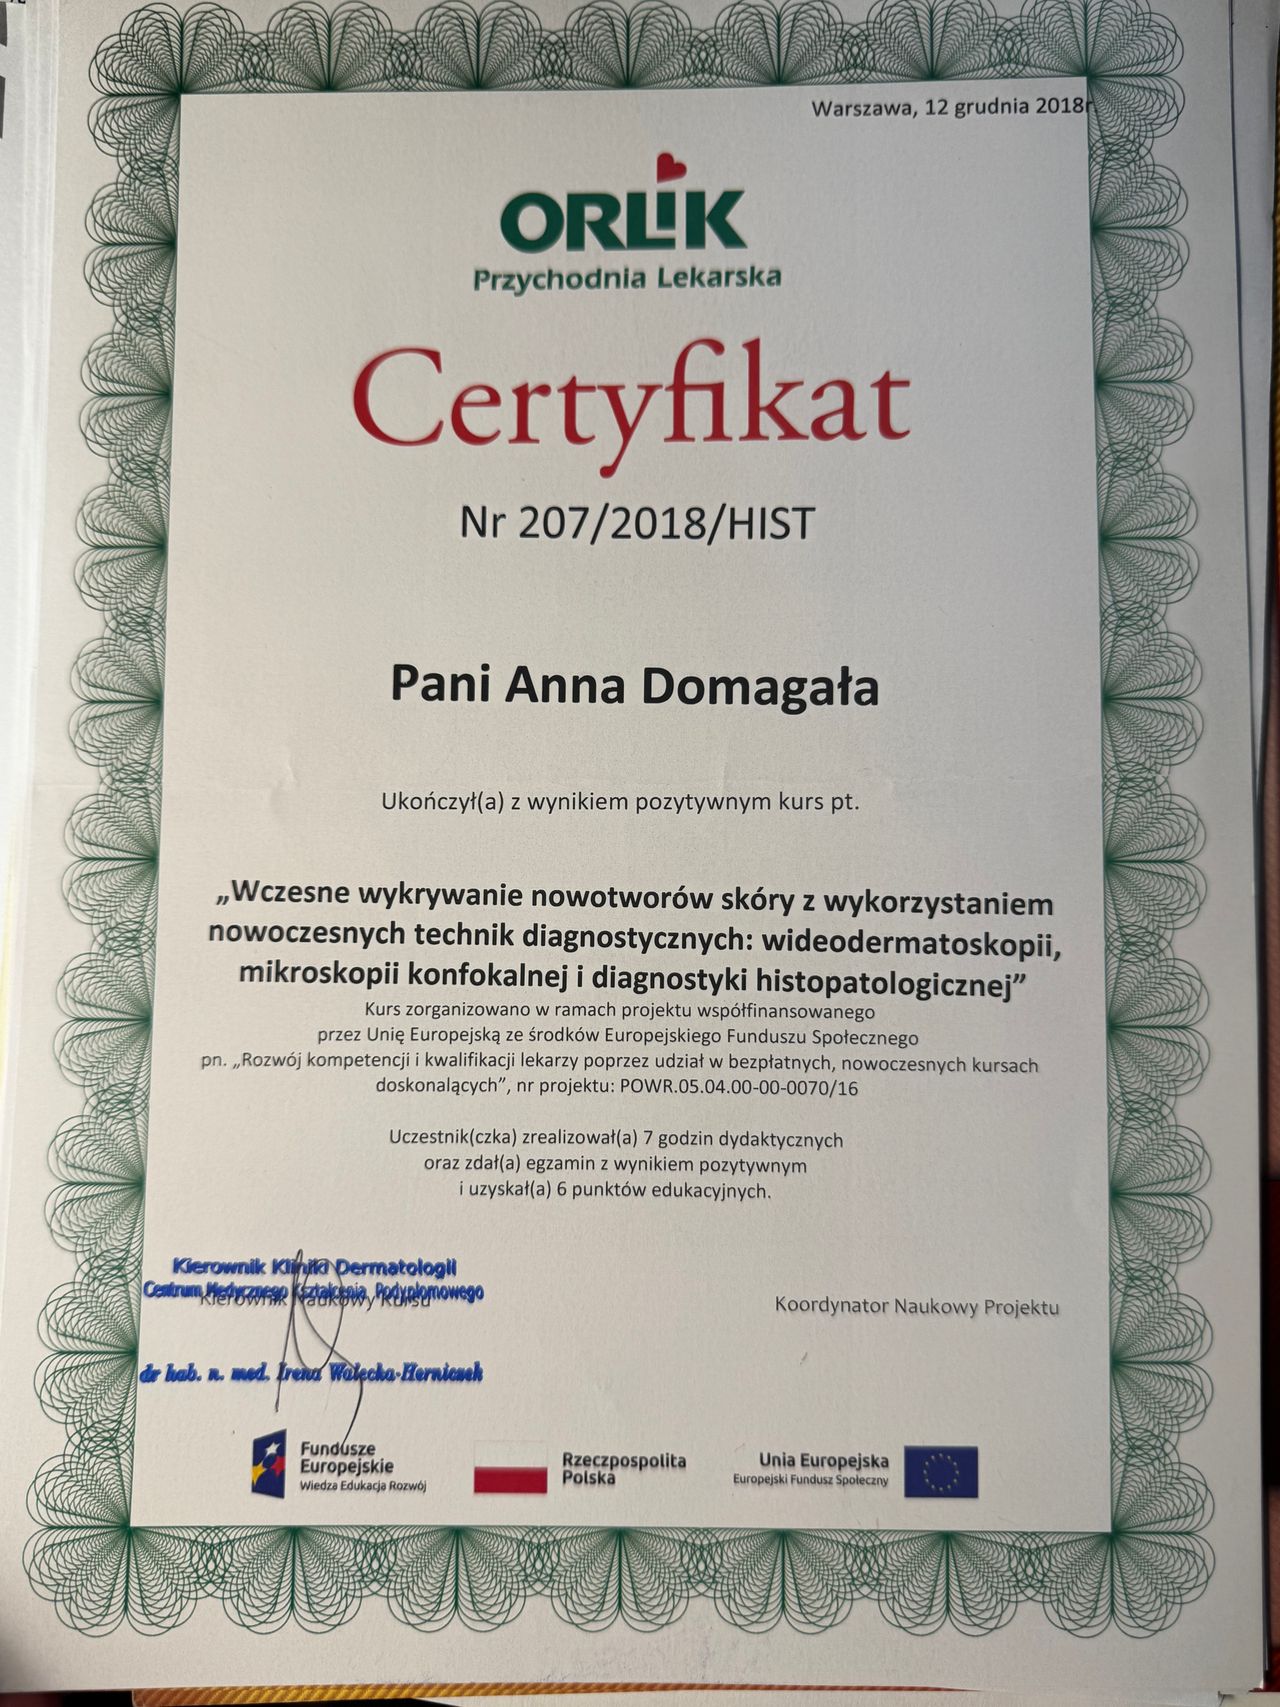 Warszawa, 12 grudnia 2018r.
ORLiK
Przychodnia Lekarska
Certyfikat
Nr 207/2018/HIST
Pani Anna Domagała
Ukończył(a) z wynikiem pozytywnym kurs pt.
„Wczesne wykrywanie nowotworów skóry z wykorzystaniem
nowoczesnych technik diagnostycznych: wideodermatoskopii,
mikroskopii konfokalnej i diagnostyki histopatologicznej”
Kurs zorganizowano w ramach projektu współfinansowanego
przez Unię Europejską ze środków Europejskiego Funduszu Społecznego
pn. „Rozwój kompetencji i kwalifikacji lekarzy poprzez udział w bezpłatnych, nowoczesnych kursach
doskonalących”, nr projektu: POWR.05.04.00-00-0070/16
Uczestnik(czka) zrealizował(a) 7 godzin dydaktycznych
oraz zdał(a) egzamin z wynikiem pozytywnym
i uzyskał(a) 6 punktów edukacyjnych.
Kierownik Kliniki Dermatologii
Centrum Medycznego Kształcenia Podyplomowego
Kierownik Naukowy Kursu
dr hab. n. med. Irena Walecka-Herniczek
Koordynator Naukowy Projektu
Fundusze
Europejskie
Wiedza Edukacja Rozwój
Rzeczpospolita
Polska
Unia Europejska
Europejski Fundusz Społeczny